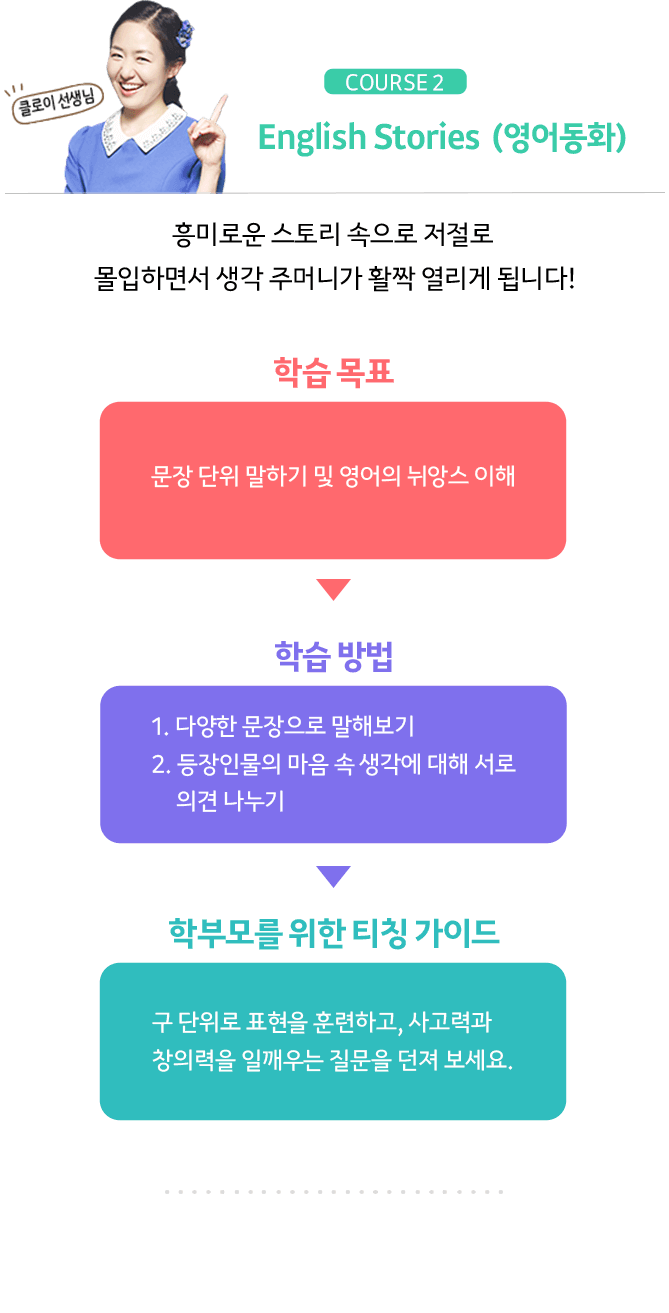 클로이 선생님
COURSE 2
English Stories (영어동화)
흥미로운 스토리 속으로 저절로
몰입하면서 생각 주머니가 활짝 열리게 됩니다!
학습 목표
문장 단위 말하기 및 영어의 뉘앙스 이해
학습 방법
1. 다양한 문장으로 말해보기
2. 등장인물의 마음 속 생각에 대해 서로
의견 나누기
학부모를 위한 티칭 가이드
구 단위로 표현을 훈련하고, 사고력과
창의력을 일깨우는 질문을 던져 보세요.